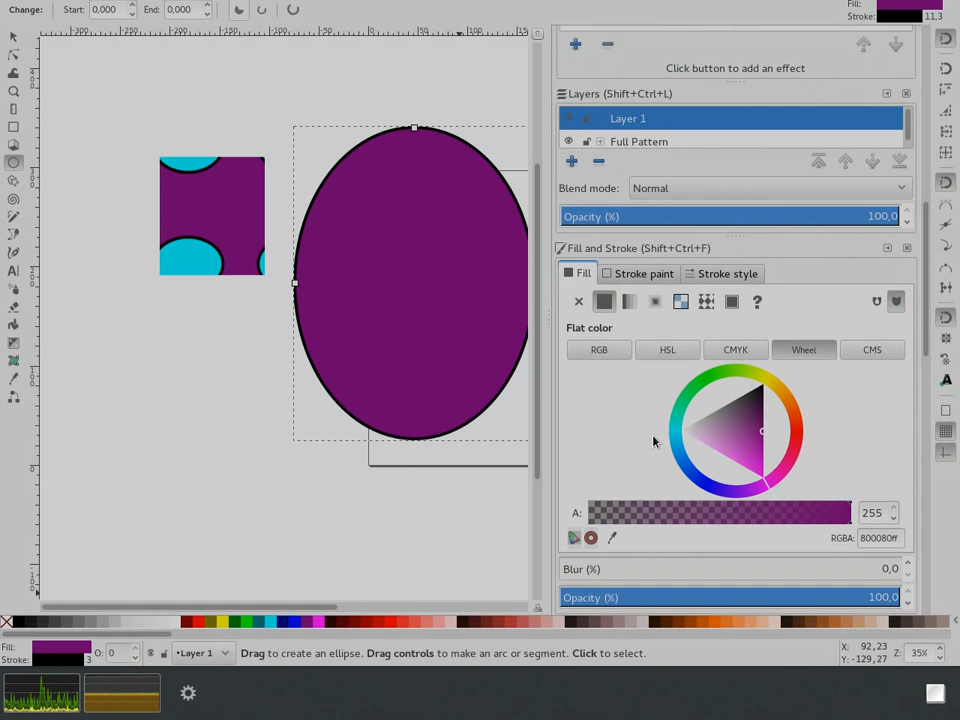 Change: Start: 0,000 End: 0,000
Fill:
Stroke: 11,3
Click button to add an effect
Layers (Shift+Ctrl+L)
Layer 1
Full Pattern
Blend mode: Normal
Opacity (%) 100,0
Fill and Stroke (Shift+Ctrl+F)
Fill Stroke paint Stroke style
Flat color
RGB HSL CMYK Wheel CMS
A: 255
RGBA: 800080ff
Blur (%) 0,0
Opacity (%) 100,0
Fill:
Stroke: 3
O: 0
•Layer 1
Drag to create an ellipse. Drag controls to make an arc or segment. Click to select.
X: 92,23
Y: -129,27
Z: 35%